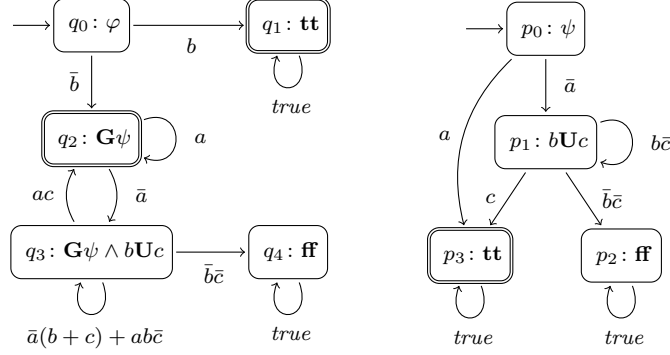 q₀: φ
b
q₁: tt
true
b̄
q₂: Gψ
a
ac
ā
q₃: Gψ ∧ bUc
b̄c̄
q₄: ff
ā(b + c) + abc̄
true
p₀: ψ
a
ā
p₁: bUc
bc̄
c
b̄c̄
p₃: tt
p₂: ff
true
true